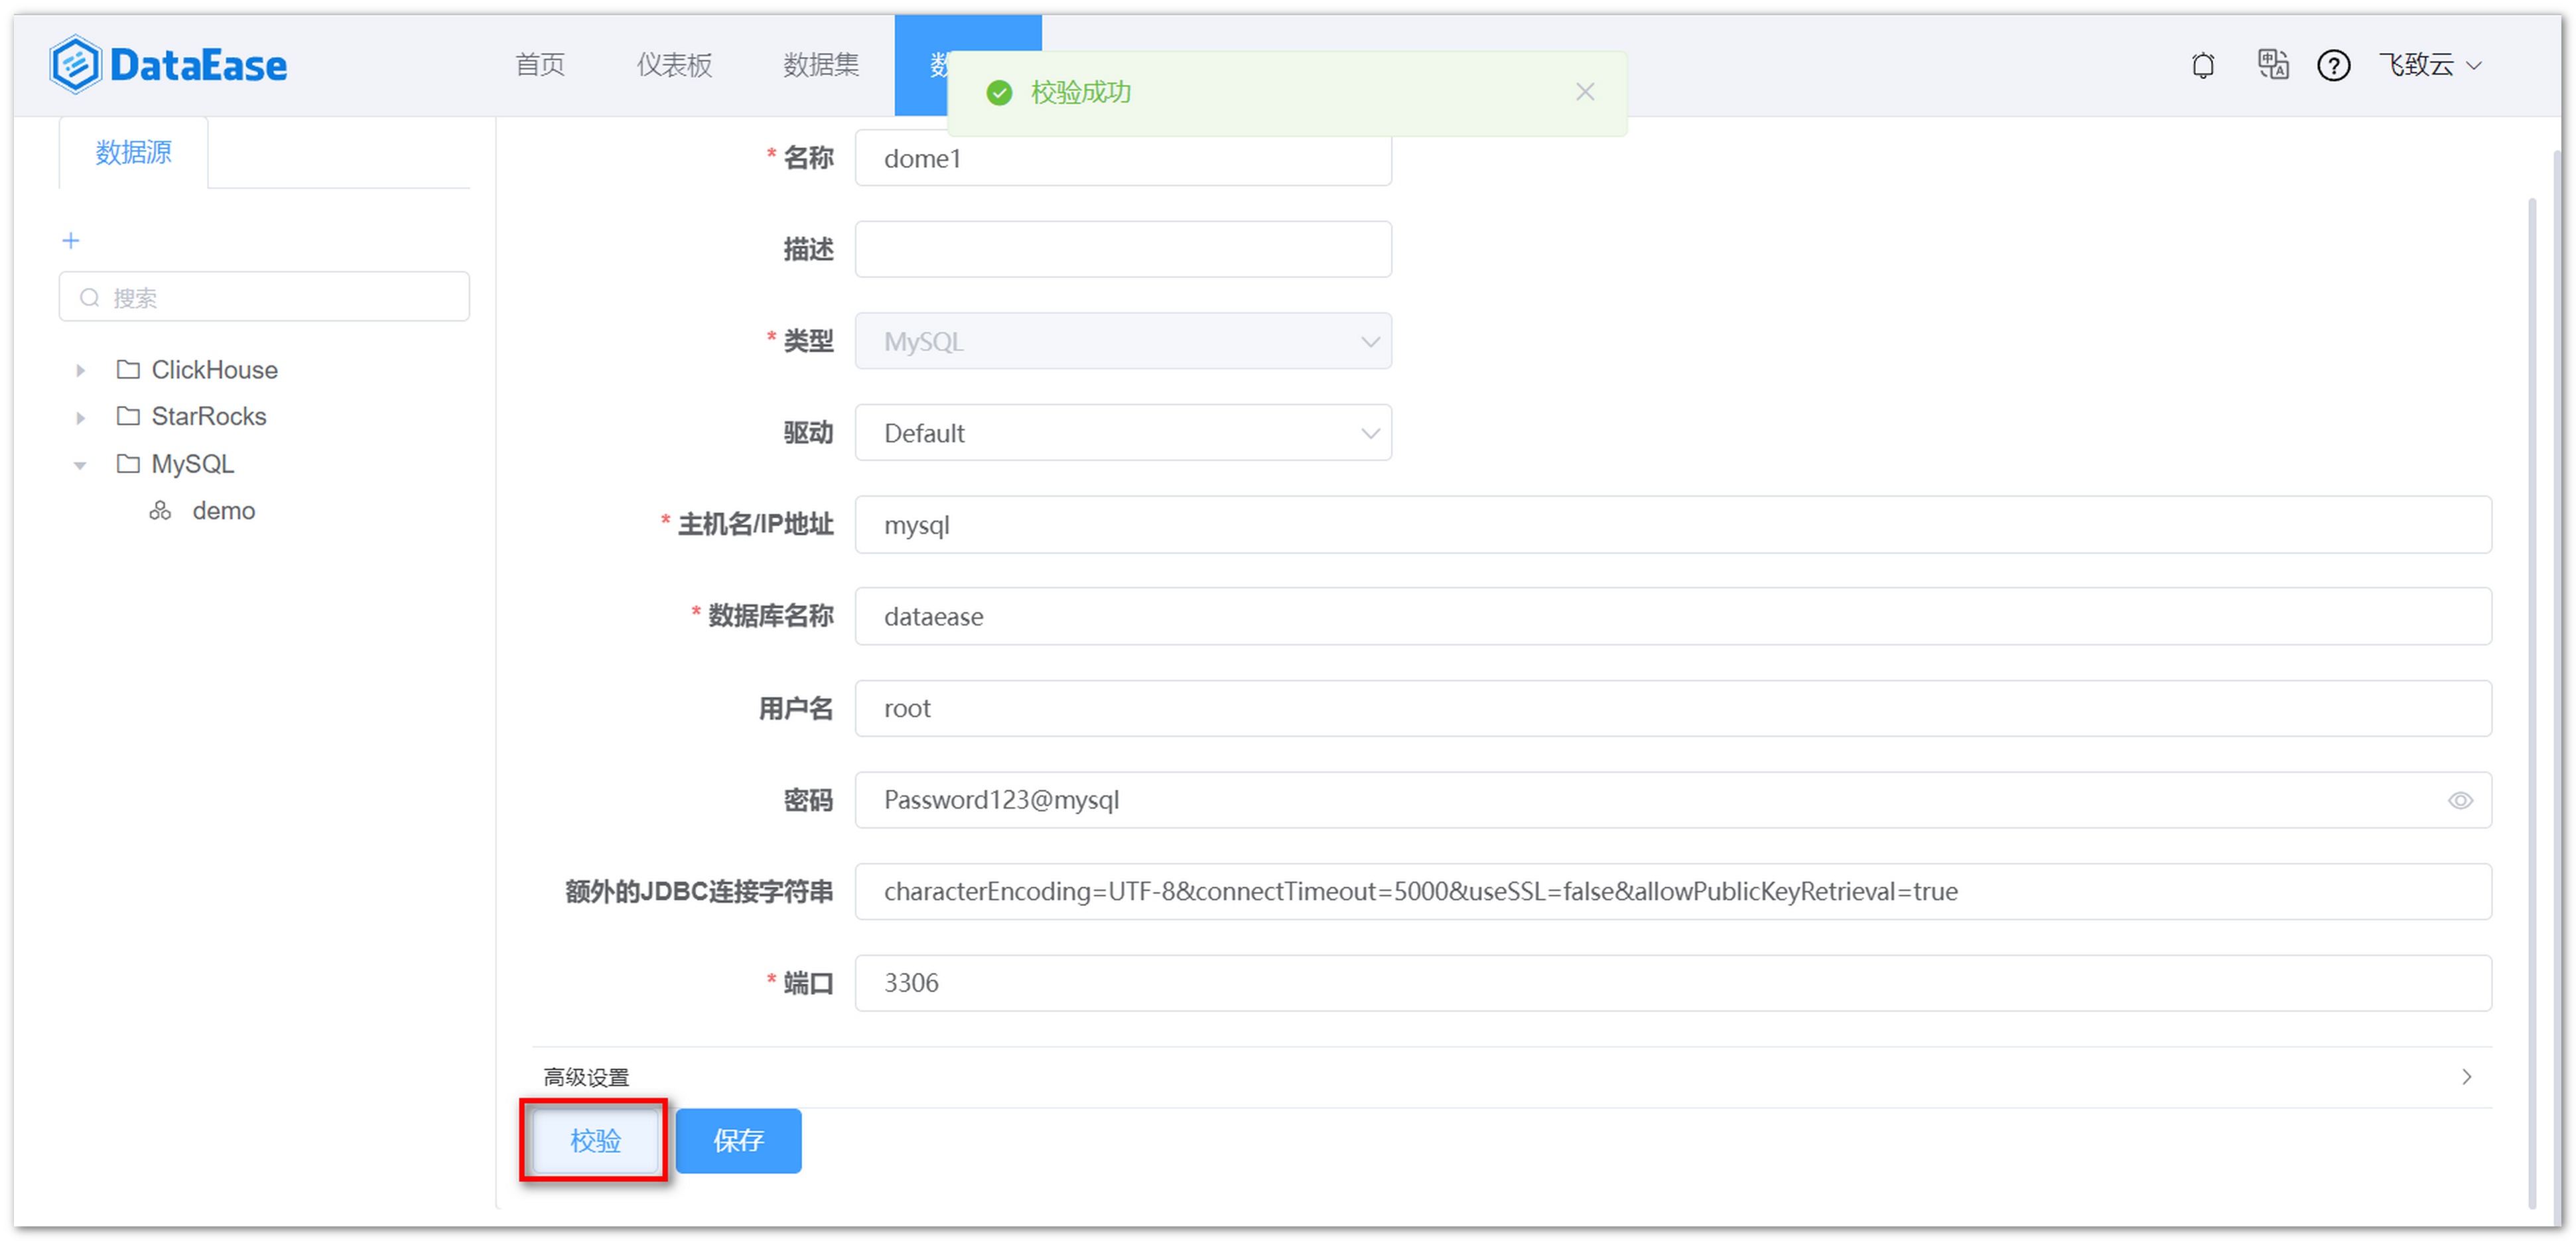 DataEase
首页
仪表板
数据集
数
校验成功
飞致云
数据源
搜索
ClickHouse
StarRocks
MySQL
demo
* 名称 dome1
描述
* 类型 MySQL
驱动 Default
* 主机名/IP地址 mysql
* 数据库名称 dataease
用户名 root
密码 Password123@mysql
额外的JDBC连接字符串 characterEncoding=UTF-8&connectTimeout=5000&useSSL=false&allowPublicKeyRetrieval=true
* 端口 3306
高级设置
校验
保存